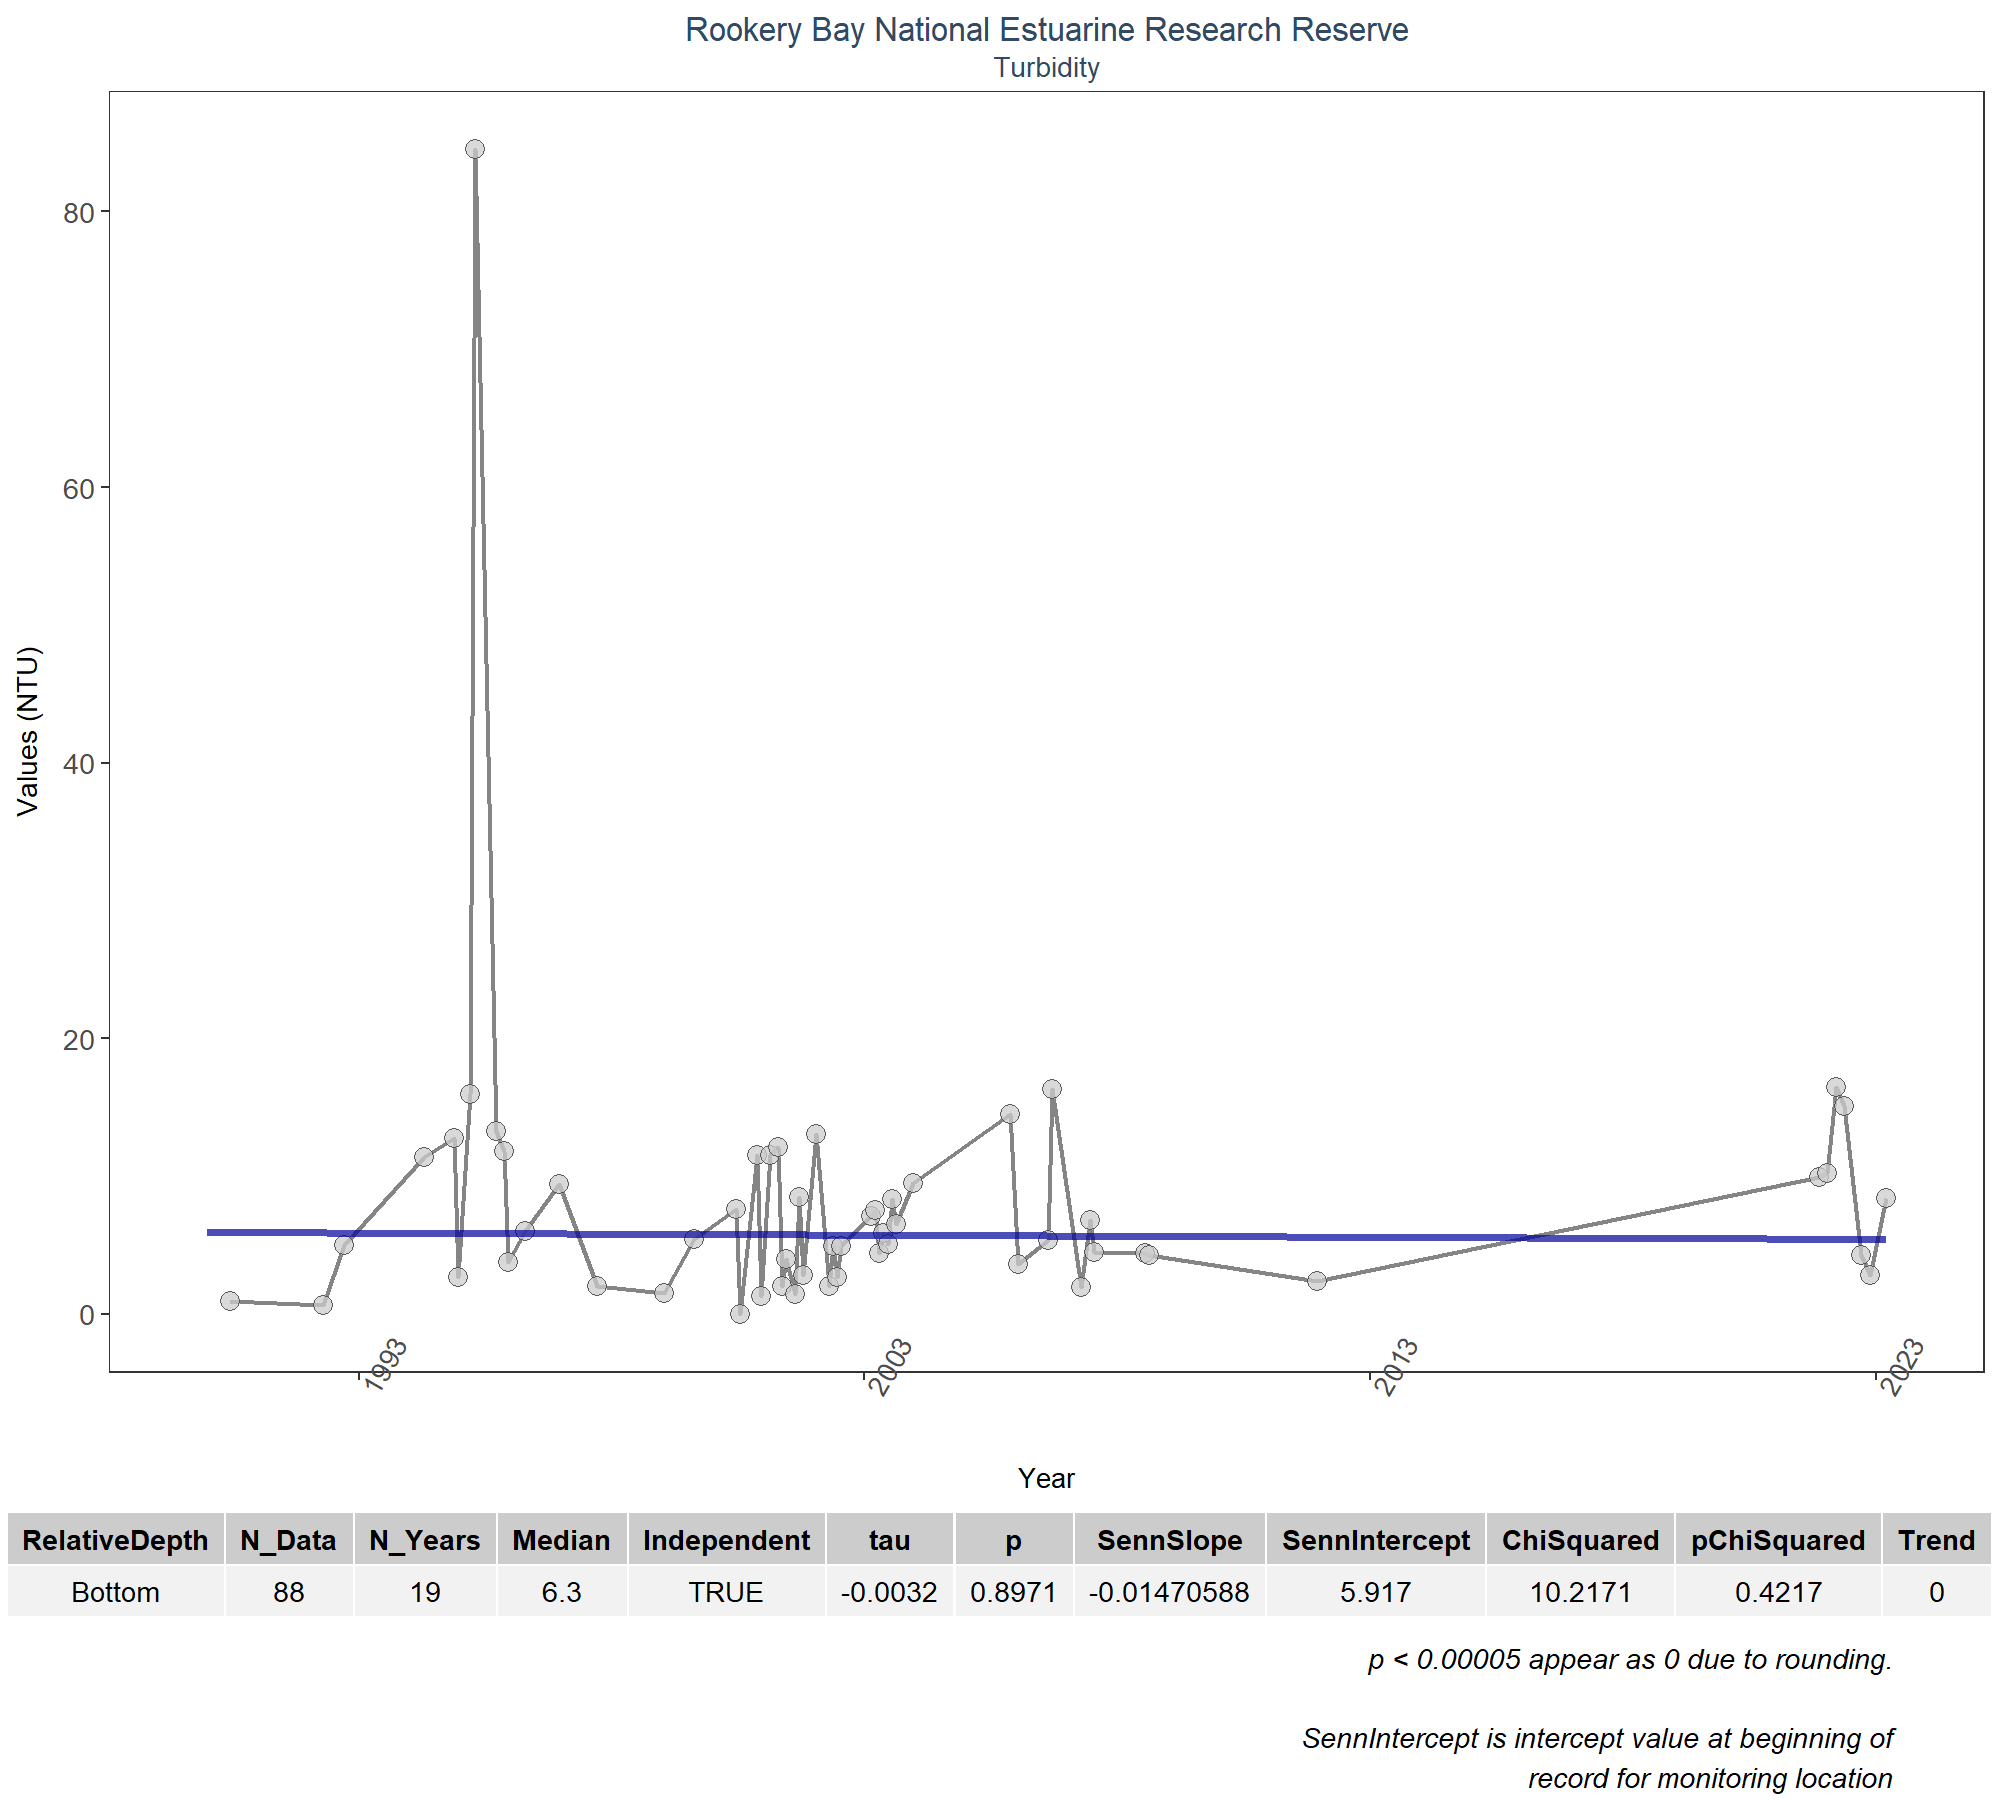 Rookery Bay National Estuarine Research Reserve
Turbidity
Values (NTU)
80
60
40
20
0
1993 2003 2013 2023
Year
RelativeDepth N_Data N_Years Median Independent tau p SennSlope SennIntercept ChiSquared pChiSquared Trend
Bottom 88 19 6.3 TRUE -0.0032 0.8971 -0.01470588 5.917 10.2171 0.4217 0
p < 0.00005 appear as 0 due to rounding.
SennIntercept is intercept value at beginning of
record for monitoring location